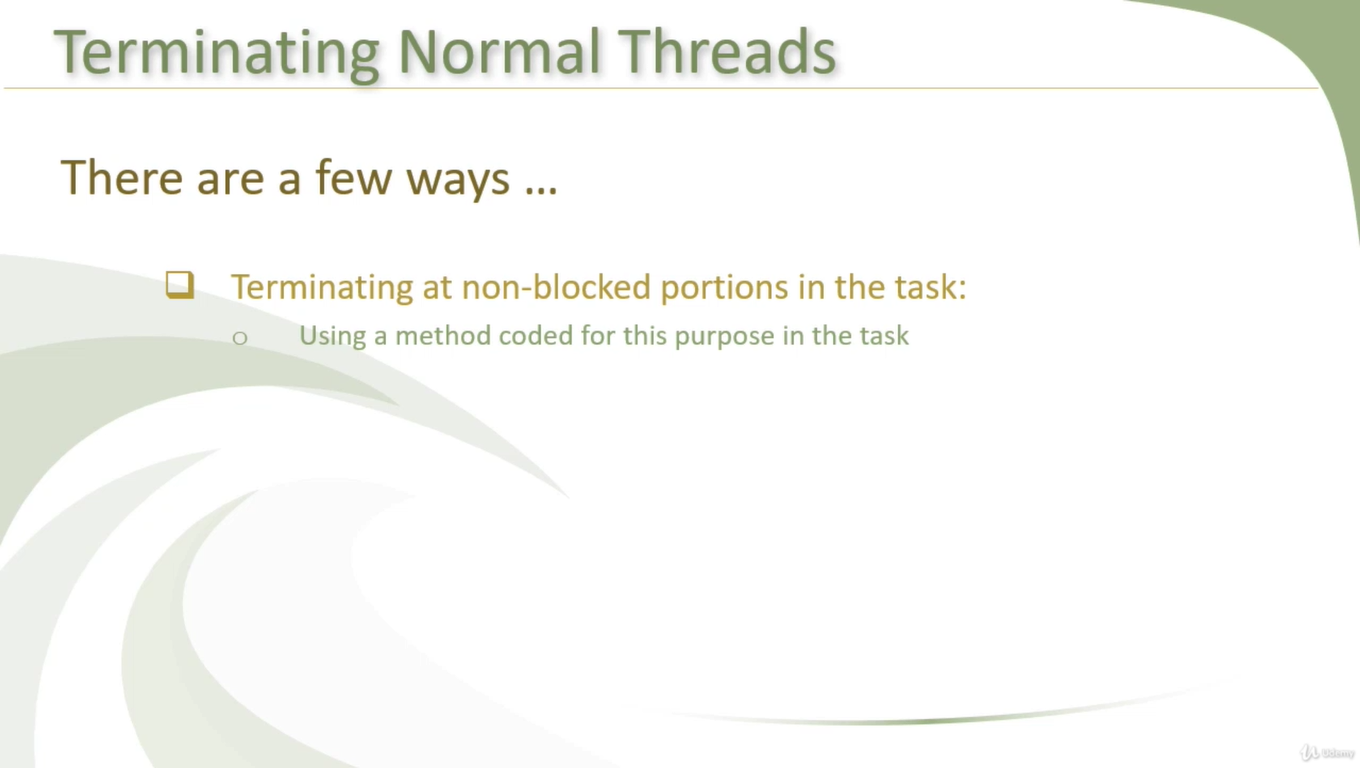 Terminating Normal Threads
There are a few ways ...
Terminating at non-blocked portions in the task:
Using a method coded for this purpose in the task
Udemy